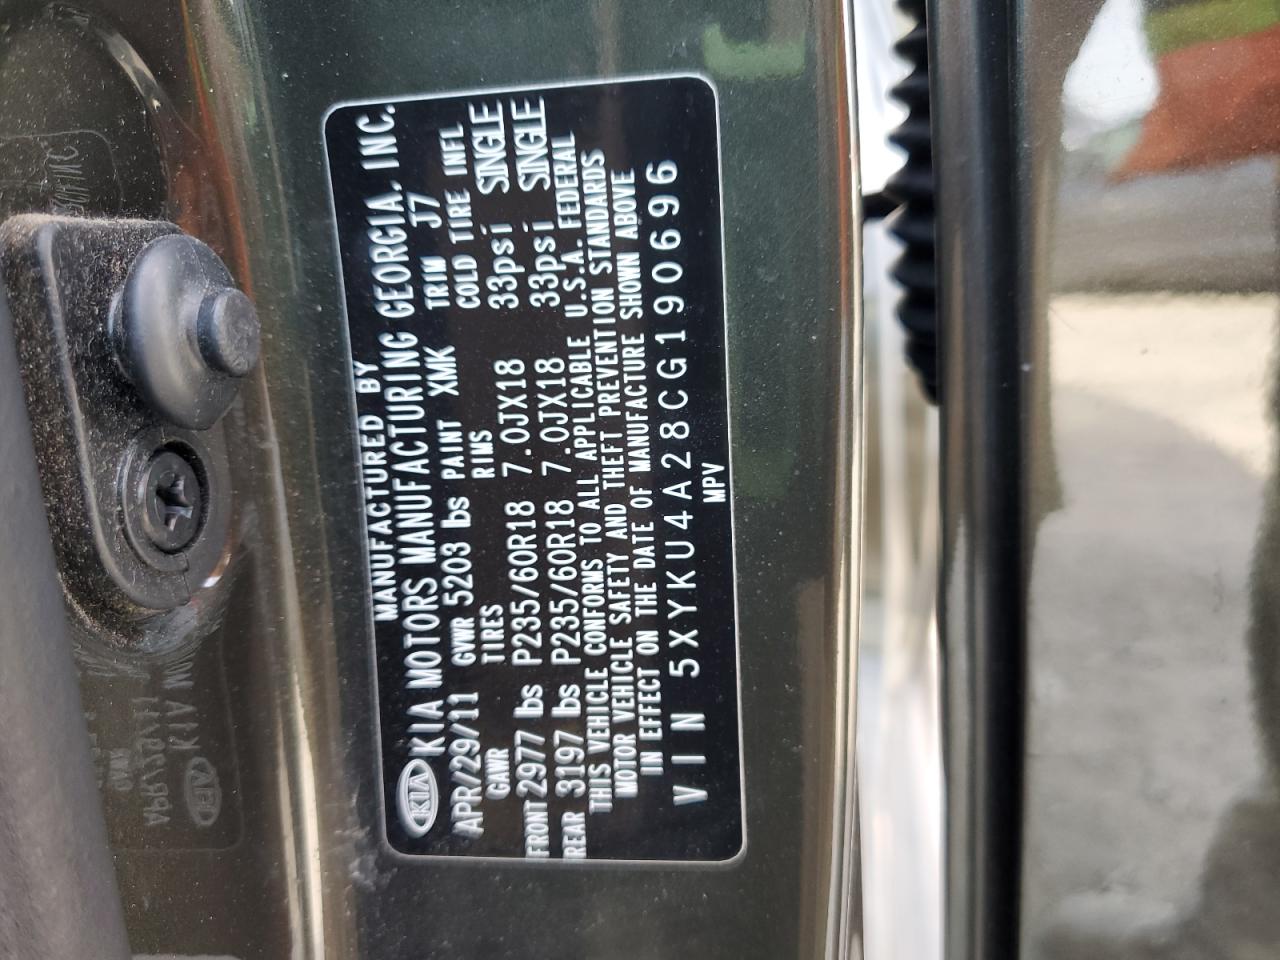 MANUFACTURED BY
KIA KIA MOTORS MANUFACTURING GEORGIA, INC.
APR/29/11 GVWR 5203 lbs PAINT XMK TRIM J7
GAWR TIRES RIMS COLD TIRE INFL
FRONT 2977 lbs P235/60R18 7.0JX18 33psi SINGLE
REAR 3197 lbs P235/60R18 7.0JX18 33psi SINGLE
THIS VEHICLE CONFORMS TO ALL APPLICABLE U.S.A. FEDERAL
MOTOR VEHICLE SAFETY AND THEFT PREVENTION STANDARDS
IN EFFECT ON THE DATE OF MANUFACTURE SHOWN ABOVE
VIN 5XYKU4A28CG190696
MPV